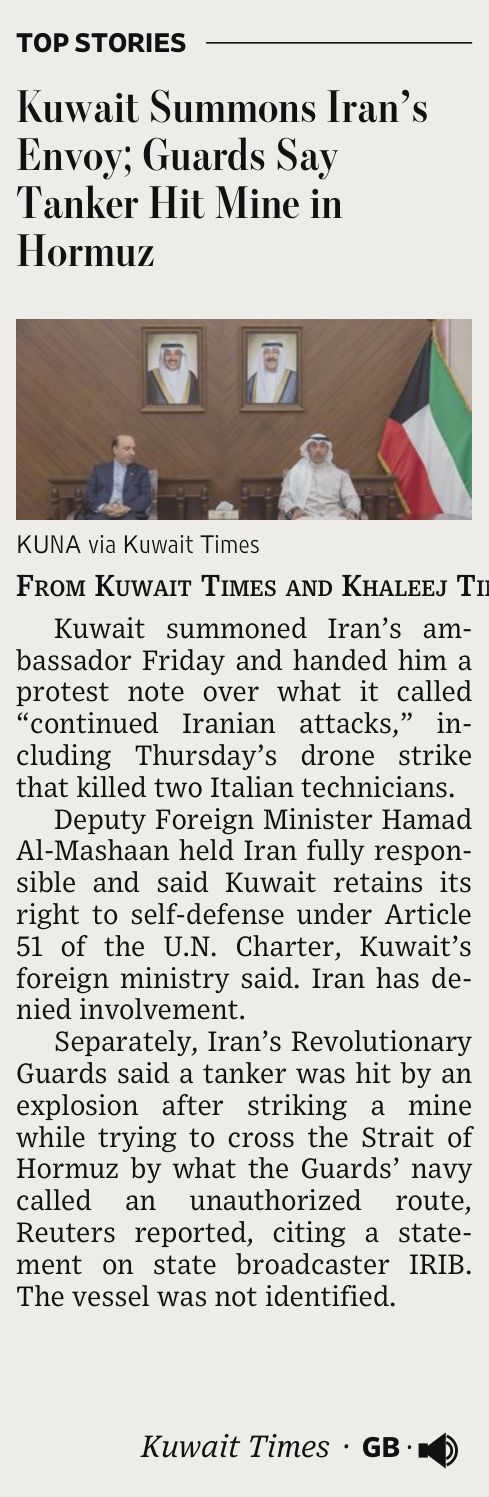 TOP STORIES
Kuwait Summons Iran’s
Envoy; Guards Say
Tanker Hit Mine in
Hormuz
KUNA via Kuwait Times
FROM KUWAIT TIMES AND KHALEEJ
Kuwait summoned Iran’s am-
bassador Friday and handed him a
protest note over what it called
“continued Iranian attacks,” in-
cluding Thursday’s drone strike
that killed two Italian technicians.
Deputy Foreign Minister Hamad
Al-Mashaan held Iran fully respon-
sible and said Kuwait retains its
right to self-defense under Article
51 of the U.N. Charter, Kuwait’s
foreign ministry said. Iran has de-
nied involvement.
Separately, Iran’s Revolutionary
Guards said a tanker was hit by an
explosion after striking a mine
while trying to cross the Strait of
Hormuz by what the Guards’ navy
called an unauthorized route,
Reuters reported, citing a state-
ment on state broadcaster IRIB.
The vessel was not identified.
Kuwait Times · GB ·